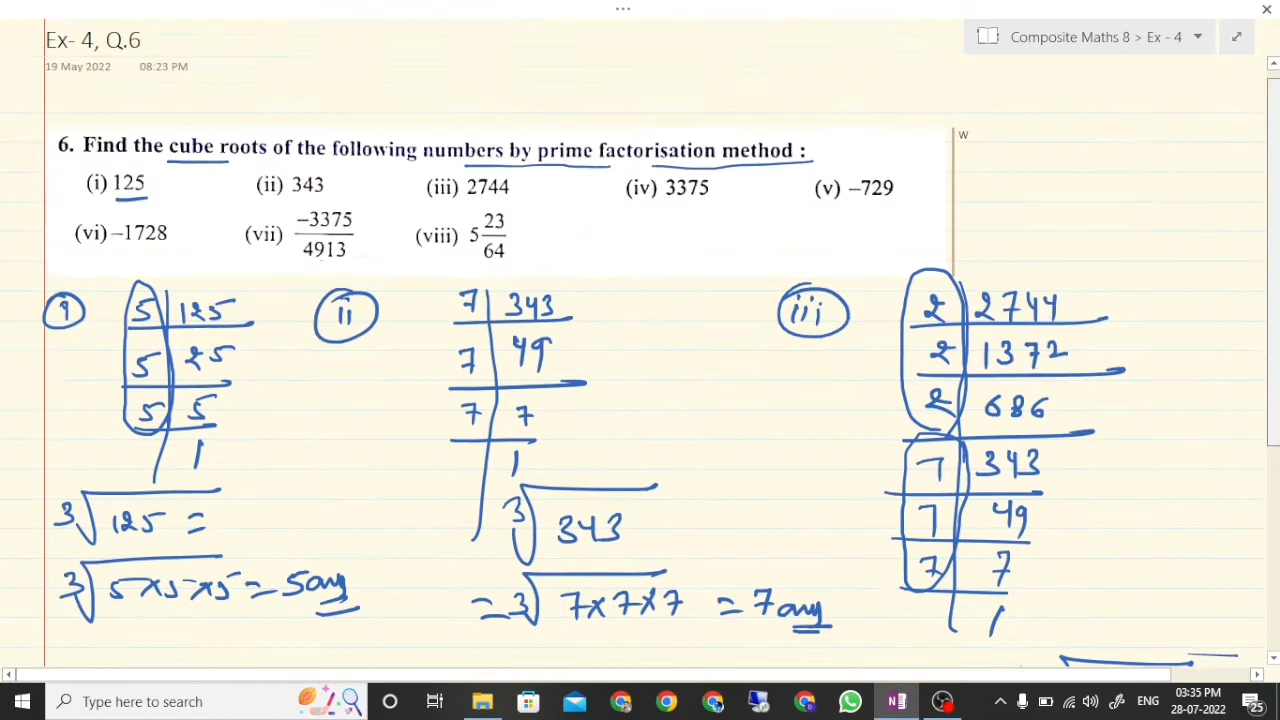 Ex- 4, Q.6
19 May 2022 08:23 PM
Composite Maths 8 > Ex - 4
W
6. Find the cube roots of the following numbers by prime factorisation method :
(i) 125 (ii) 343 (iii) 2744 (iv) 3375 (v) –729
(vi) –1728 (vii) –3375/4913 (viii) 5 23/64
i
5 | 125
5 | 25
5 | 5
1
∛125 =
∛5×5×5 = 5 ans
ii
7 | 343
7 | 49
7 | 7
1
∛343
= ∛7×7×7 = 7 ans
iii
2 | 2744
2 | 1372
2 | 686
7 | 343
7 | 49
7 | 7
1
Type here to search
ENG
03:35 PM
28-07-2022
25